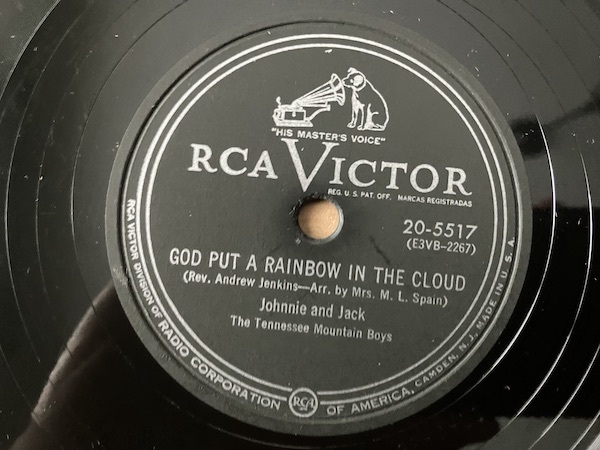 "HIS MASTER'S VOICE"
RCA VICTOR
REG. U. S. PAT. OFF. MARCAS REGISTRADAS
20-5517
(E3VB-2267)
GOD PUT A RAINBOW IN THE CLOUD
(Rev. Andrew Jenkins—Arr. by Mrs. M. L. Spain)
Johnnie and Jack
The Tennessee Mountain Boys
RCA VICTOR DIVISION OF RADIO CORPORATION RCA OF AMERICA, CAMDEN, N. J. MADE IN U. S. A.